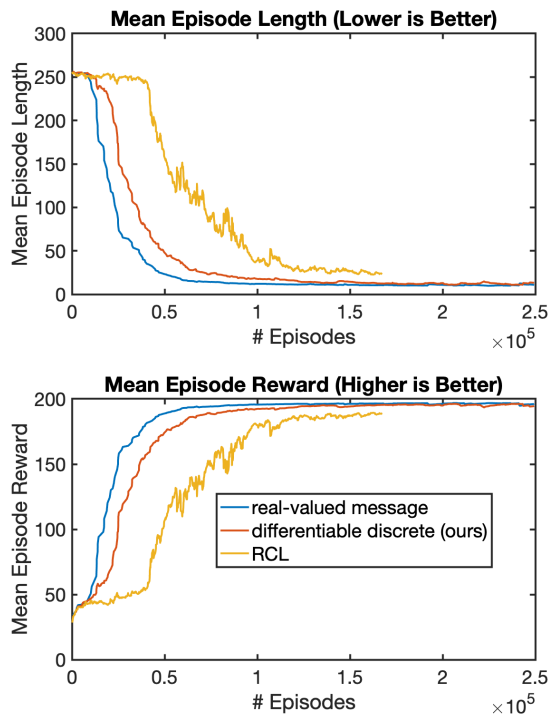 Mean Episode Length (Lower is Better)
300
250
200
150
100
50
0
Mean Episode Length
0 0.5 1 1.5 2 2.5
# Episodes
×10^5
Mean Episode Reward (Higher is Better)
200
150
100
50
0
Mean Episode Reward
real-valued message
differentiable discrete (ours)
RCL
0 0.5 1 1.5 2 2.5
# Episodes
×10^5